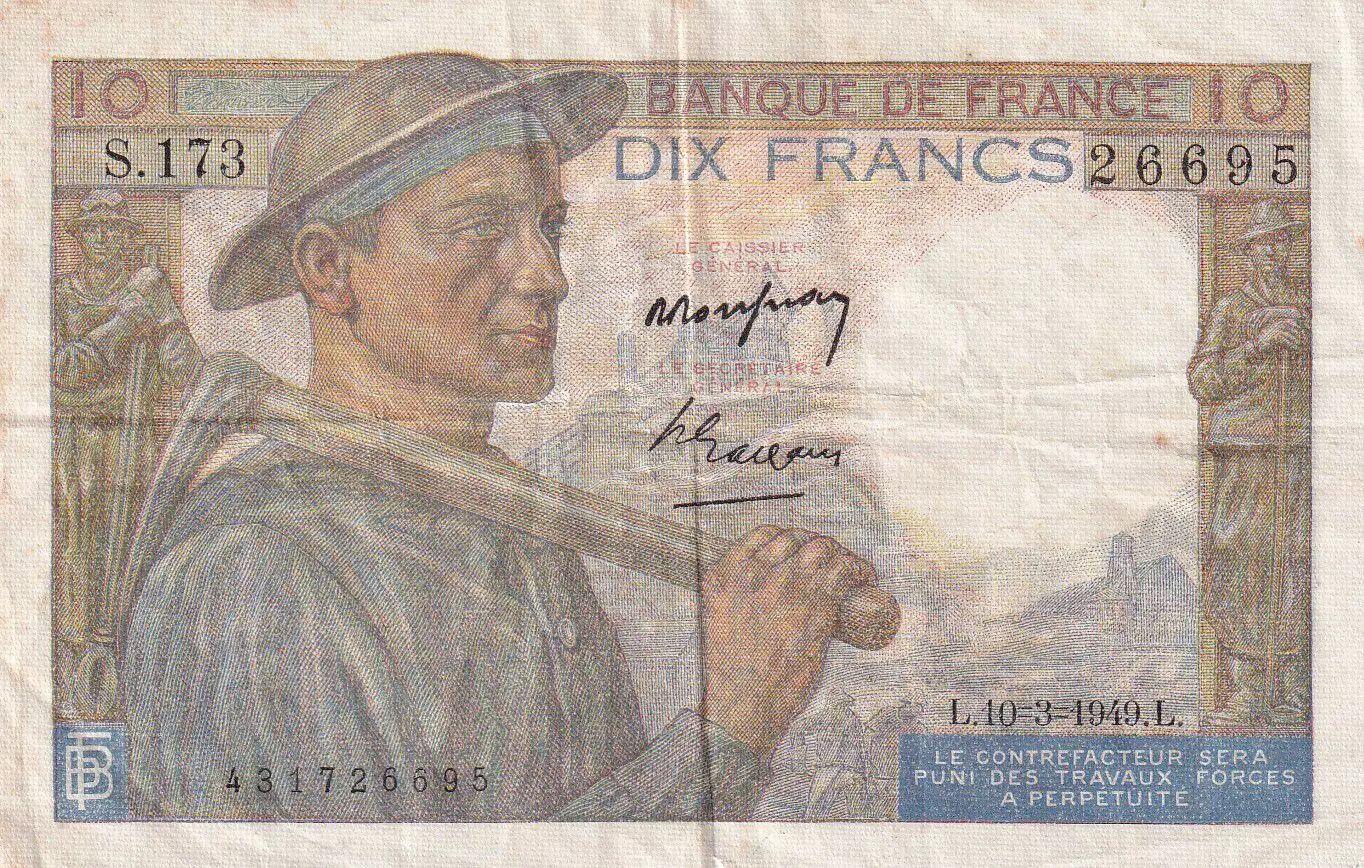 10 BANQUE DE FRANCE 10
S.173 DIX FRANCS 26695
LE CAISSIER
GÉNÉRAL
LE SECRÉTAIRE
GÉNÉRAL
L.10-3-1949.L.
LE CONTREFACTEUR SERA
PUNI DES TRAVAUX FORCÉS
A PERPÉTUITÉ
431726695